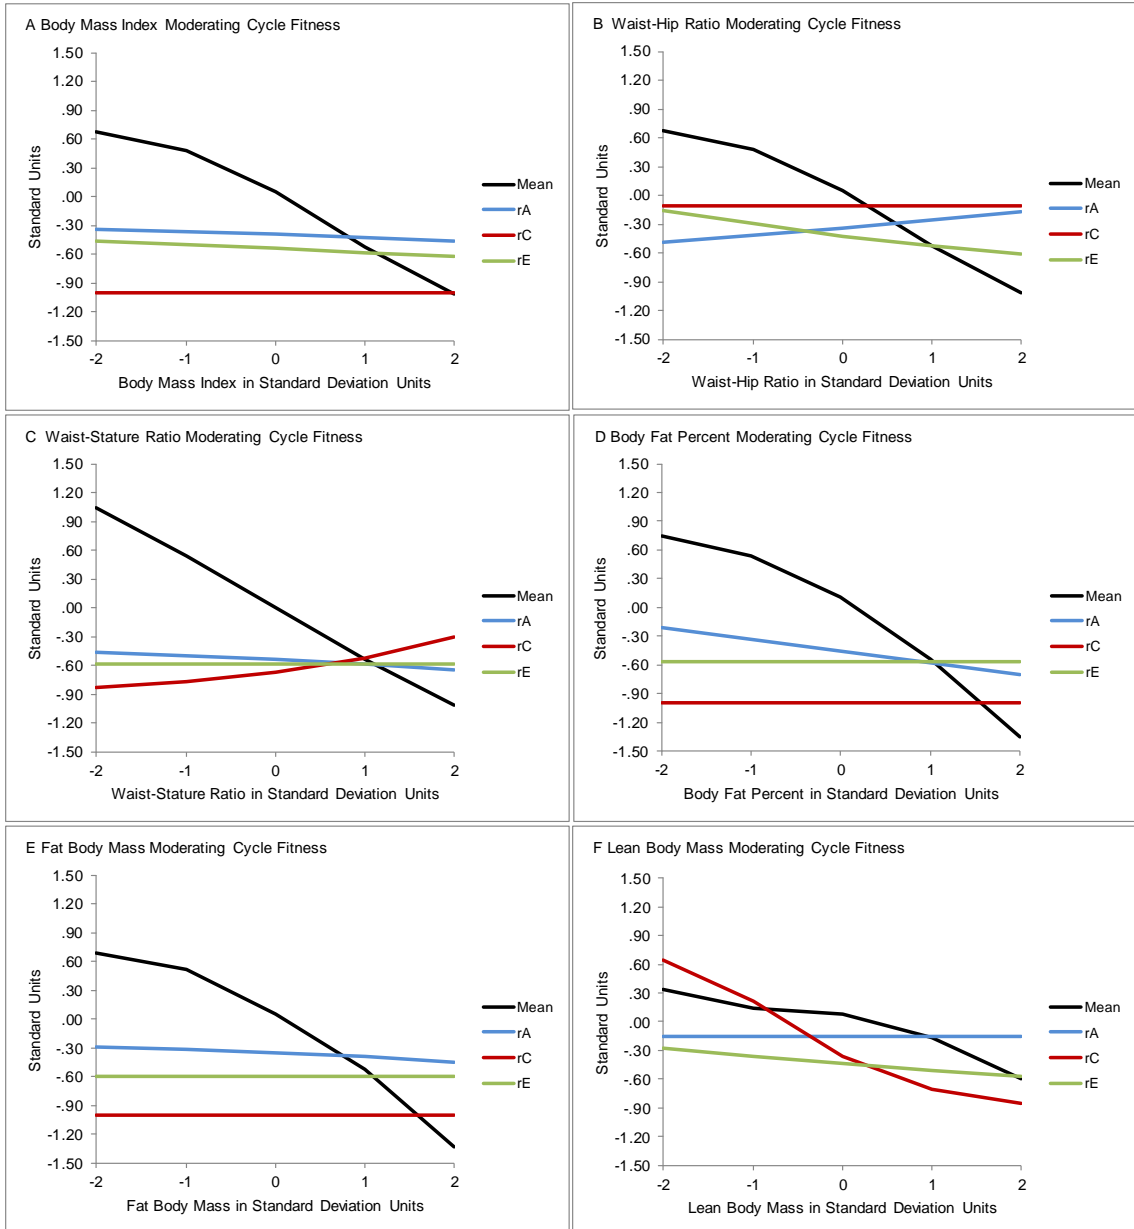 A Body Mass Index Moderating Cycle Fitness
1.50
1.20
.90
.60
.30
.00
-.30
-.60
-.90
-1.20
-1.50
Standard Units
-2 -1 0 1 2
Body Mass Index in Standard Deviation Units
Mean
rA
rC
rE
B Waist-Hip Ratio Moderating Cycle Fitness
1.50
1.20
.90
.60
.30
.00
-.30
-.60
-.90
-1.20
-1.50
Standard Units
-2 -1 0 1 2
Waist-Hip Ratio in Standard Deviation Units
Mean
rA
rC
rE
C Waist-Stature Ratio Moderating Cycle Fitness
1.50
1.20
.90
.60
.30
.00
-.30
-.60
-.90
-1.20
-1.50
Standard Units
-2 -1 0 1 2
Waist-Stature Ratio in Standard Deviation Units
Mean
rA
rC
rE
D Body Fat Percent Moderating Cycle Fitness
1.50
1.20
.90
.60
.30
.00
-.30
-.60
-.90
-1.20
-1.50
Standard Units
-2 -1 0 1 2
Body Fat Percent in Standard Deviation Units
Mean
rA
rC
rE
E Fat Body Mass Moderating Cycle Fitness
1.50
1.20
.90
.60
.30
.00
-.30
-.60
-.90
-1.20
-1.50
Standard Units
-2 -1 0 1 2
Fat Body Mass in Standard Deviation Units
Mean
rA
rC
rE
F Lean Body Mass Moderating Cycle Fitness
1.50
1.20
.90
.60
.30
.00
-.30
-.60
-.90
-1.20
-1.50
Standard Units
-2 -1 0 1 2
Lean Body Mass in Standard Deviation Units
Mean
rA
rC
rE